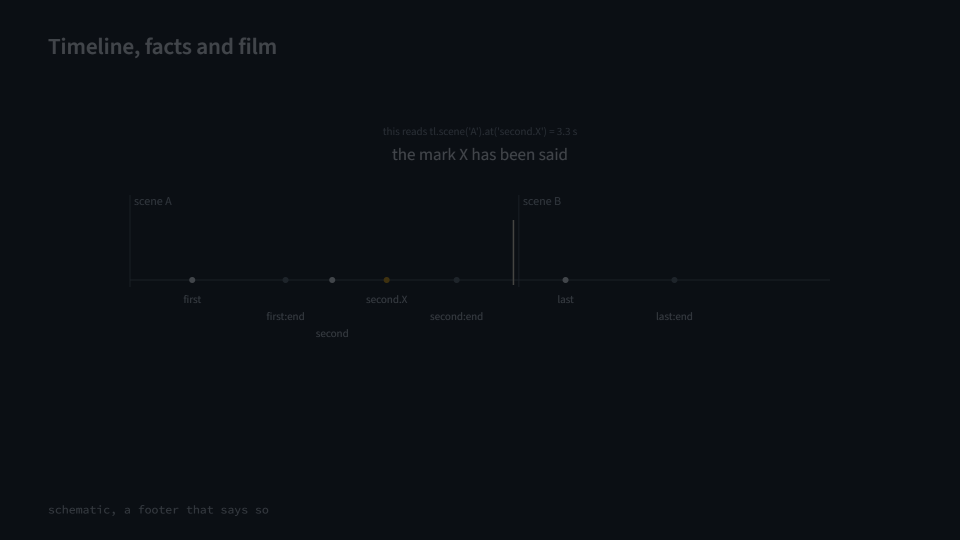 Timeline, facts and film
this reads tl.scene('A').at('second.X') = 3.3 s
the mark X has been said
scene A
scene B
first
second.X
last
first:end
second:end
last:end
second
schematic, a footer that says so